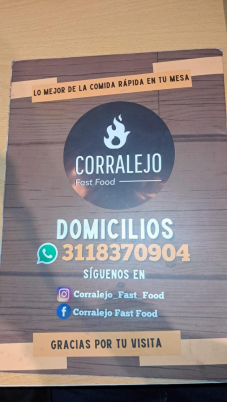 LO MEJOR DE LA COMIDA RÁPIDA EN TU MESA
CORRALEJO
Fast Food
DOMICILIOS
3118370904
SÍGUENOS EN
Corralejo_Fast_Food
Corralejo Fast Food
GRACIAS POR TU VISITA